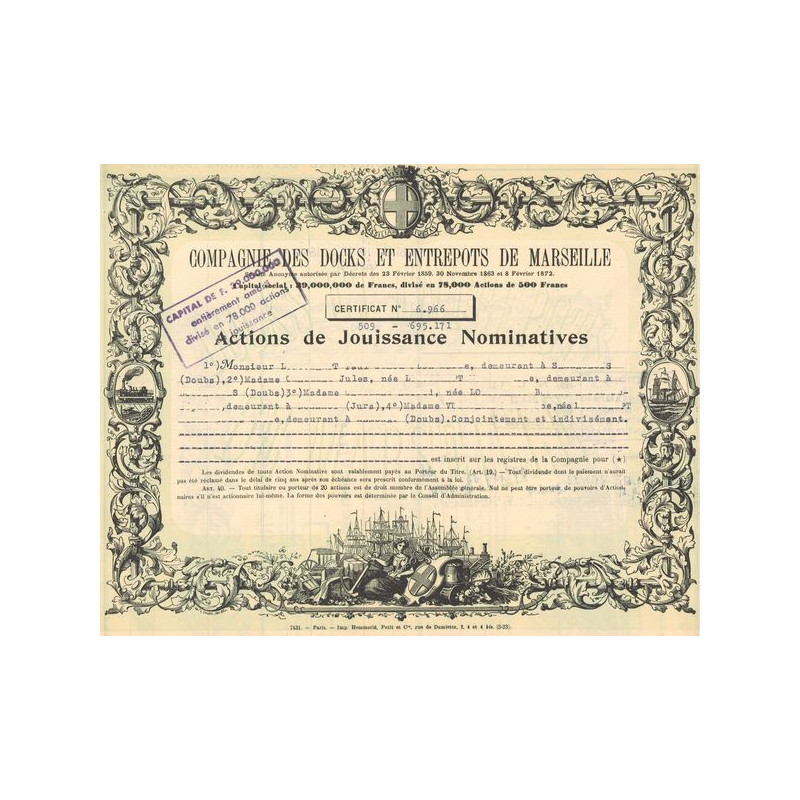 COMPAGNIE DES DOCKS ET ENTREPOTS DE MARSEILLE
Anonyme autorisée par Décrets des 23 Février 1859, 30 Novembre 1863 et 8 Février 1872.
Capital social : 39,000,000 de Francs, divisé en 78,000 Actions de 500 Francs
CAPITAL DE F.
entièrement
divisé en 78.000 actions
jouissance
CERTIFICAT N° 6.966
509 - 695.171
Actions de Jouissance Nominatives
1°) Monsieur L T e, demeurant à S S
(Doubs), 2°) Madame Jules, née L T e, demeurant à
S (Doubs) 3°) Madame i, née LO B
, demeurant à (Jura), 4°) Madame VI e, née
e, demeurant à (Doubs). Conjointement et indivisément.
est inscrit sur les registres de la Compagnie pour (★)
Les dividendes de toute Action Nominative sont valablement payés au Porteur du Titre. (Art. 19.) — Tout dividende dont le paiement n'aurait
pas été réclamé dans le délai de cinq ans après son échéance sera prescrit conformément à la loi.
ART. 40. — Tout titulaire ou porteur de 20 actions est de droit membre de l'Assemblée générale. Nul ne peut être porteur de pouvoirs d'Action-
naires s'il n'est actionnaire lui-même. La forme des pouvoirs est déterminée par le Conseil d'Administration.
7431. — Paris. — Imp. Hemmerlé, Petit et Cie, rue de Damiette, 2, 4 et 4 bis. (5-23).